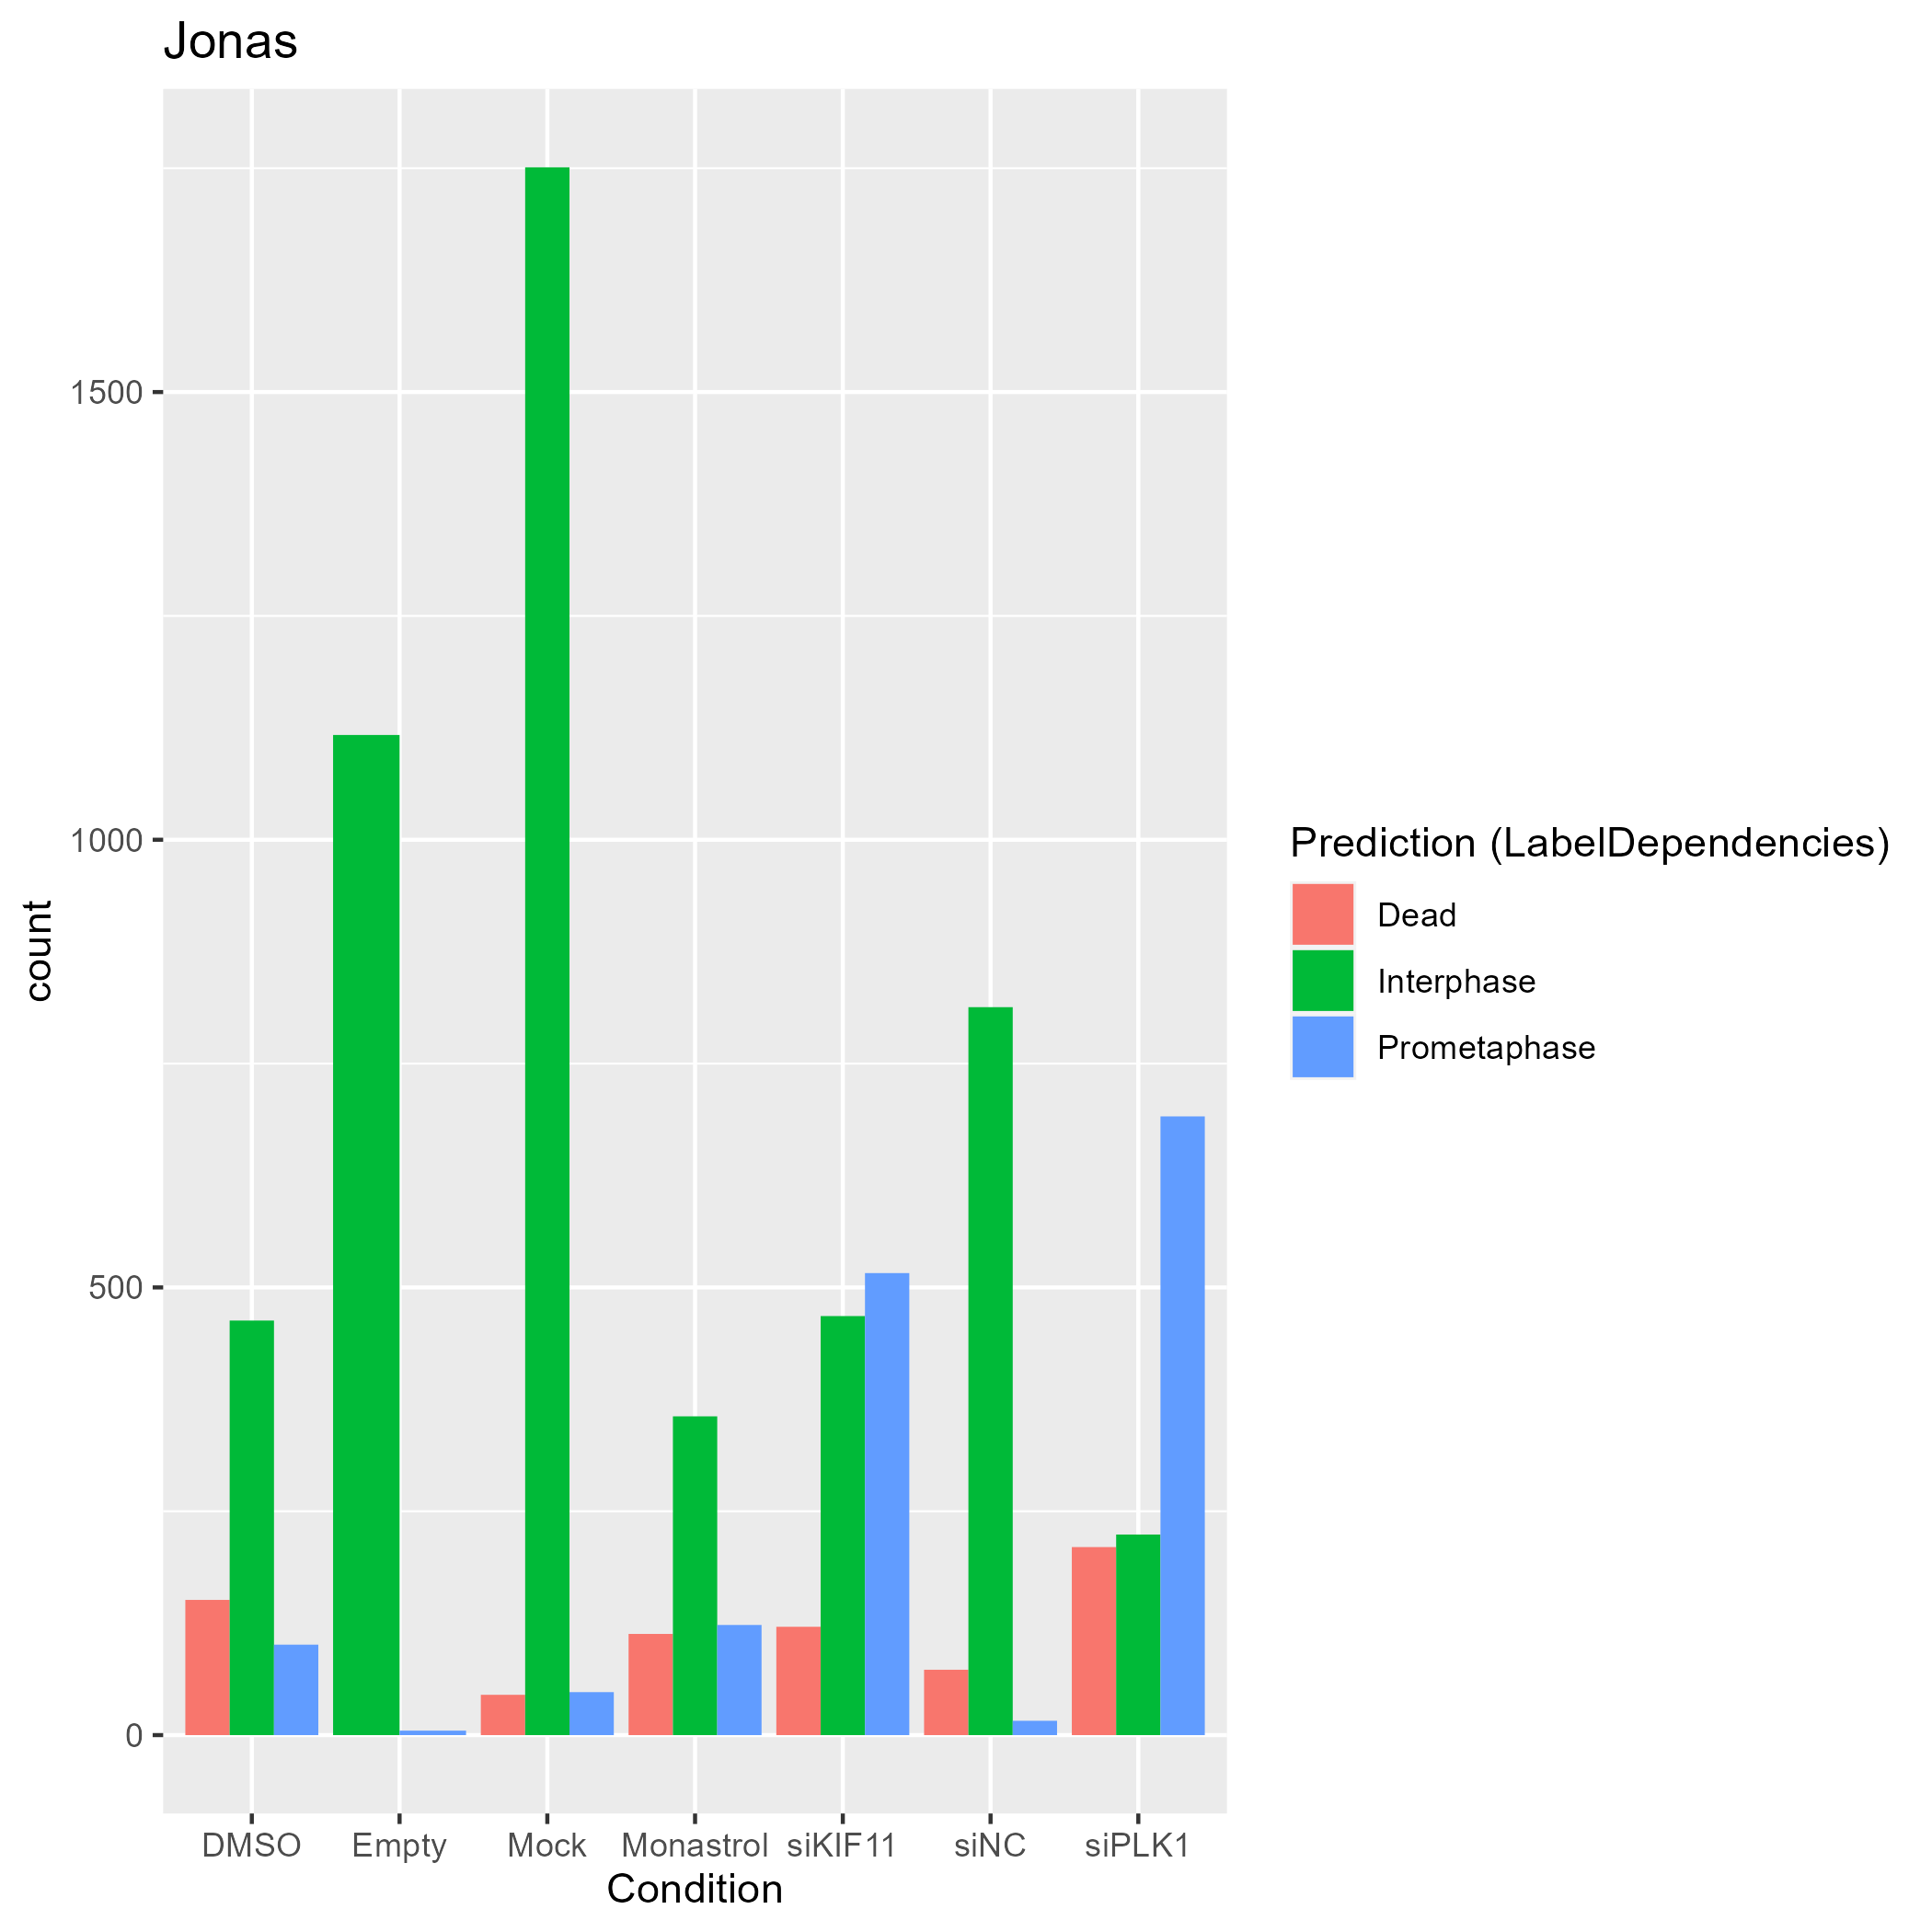 Jonas
1500
1000
500
0
count
DMSO Empty Mock Monastrol siKIF11 siNC siPLK1
Condition
Prediction (LabelDependencies)
Dead
Interphase
Prometaphase